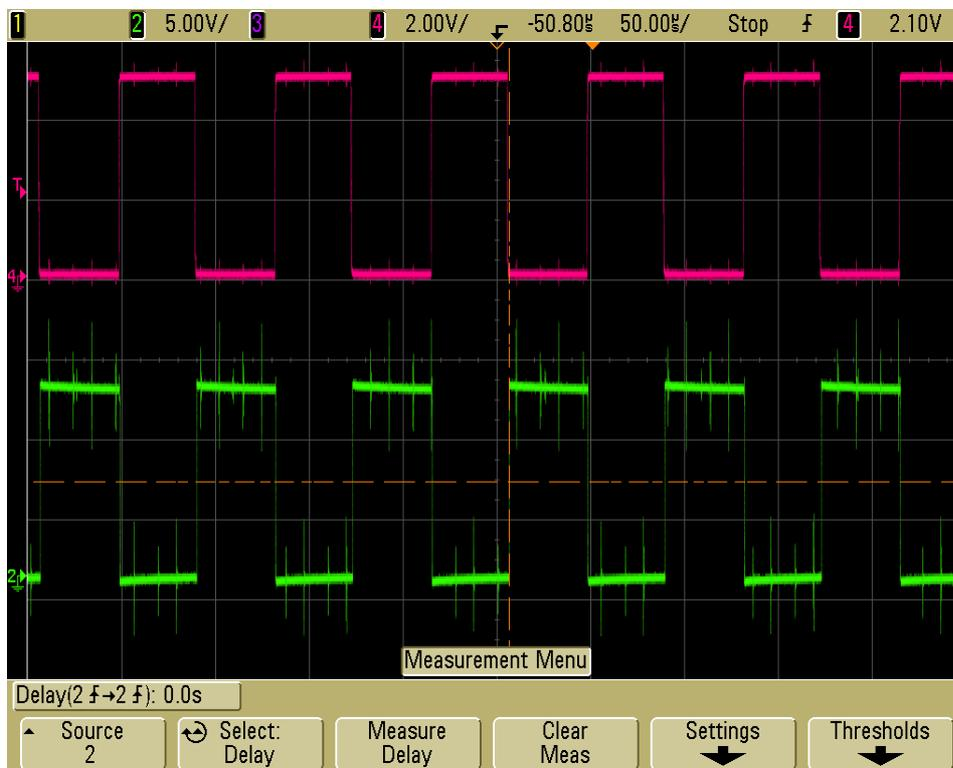 1 2 5.00V/ 3 4 2.00V/ -50.80µs 50.00µs/ Stop 4 2.10V
T
4
2
Measurement Menu
Delay(2→2): 0.0s
Source
2
Select:
Delay
Measure
Delay
Clear
Meas
Settings
Thresholds